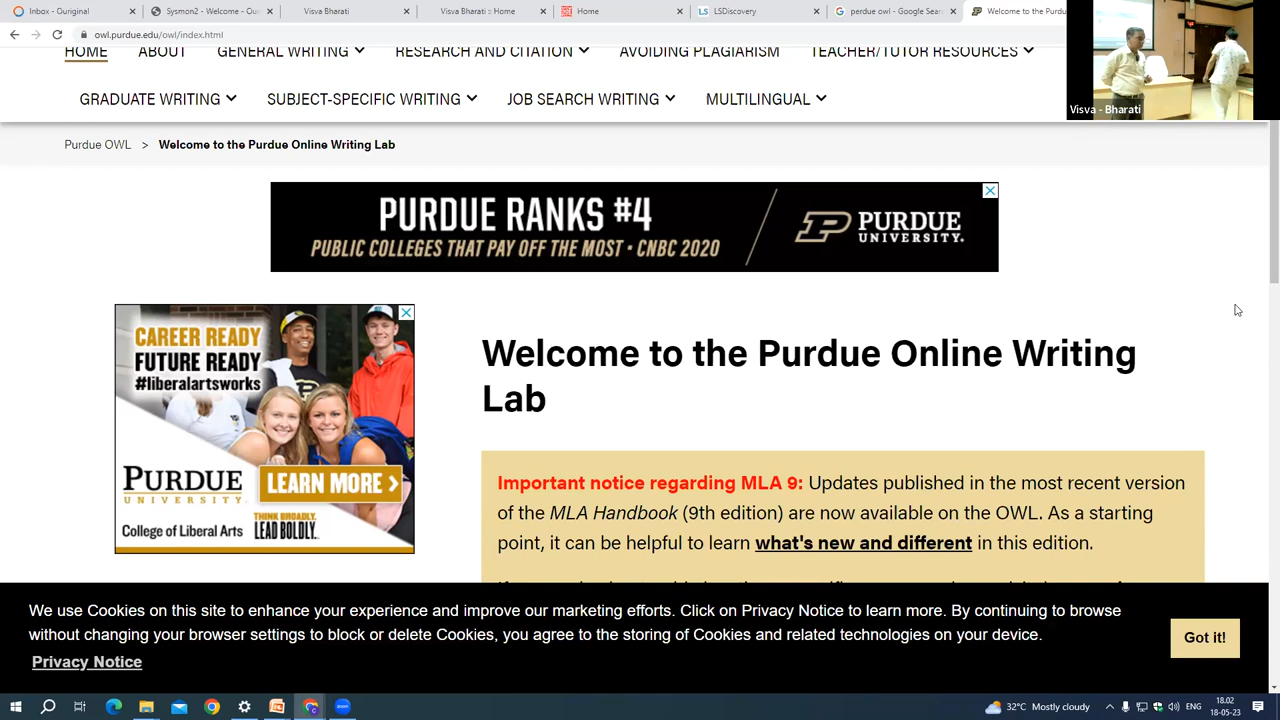 Inbox - Ouriginal
Sysmon2 - Welcome - Ou
Visva Bharati
Visva Bharati :: Home
Home
LSDiscovery
perdue owl - Google Sear
Welcome to the Purdu
owl.purdue.edu/owl/index.html
HOME ABOUT GENERAL WRITING RESEARCH AND CITATION AVOIDING PLAGIARISM TEACHER/TUTOR RESOURCES
GRADUATE WRITING SUBJECT-SPECIFIC WRITING JOB SEARCH WRITING MULTILINGUAL
Visva - Bharati
Purdue OWL > Welcome to the Purdue Online Writing Lab
PURDUE RANKS #4
PUBLIC COLLEGES THAT PAY OFF THE MOST • CNBC 2020
PURDUE
UNIVERSITY.
CAREER READY
FUTURE READY
#liberalartsworks
PURDUE
UNIVERSITY.
LEARN MORE >
College of Liberal Arts
THINK BROADLY.
LEAD BOLDLY.
Welcome to the Purdue Online Writing
Lab
Important notice regarding MLA 9: Updates published in the most recent version
of the MLA Handbook (9th edition) are now available on the OWL. As a starting
point, it can be helpful to learn what's new and different in this edition.
We use Cookies on this site to enhance your experience and improve our marketing efforts. Click on Privacy Notice to learn more. By continuing to browse
without changing your browser settings to block or delete Cookies, you agree to the storing of Cookies and related technologies on your device.
Privacy Notice
Got it!
32°C Mostly cloudy
ENG
18.02
18-05-23